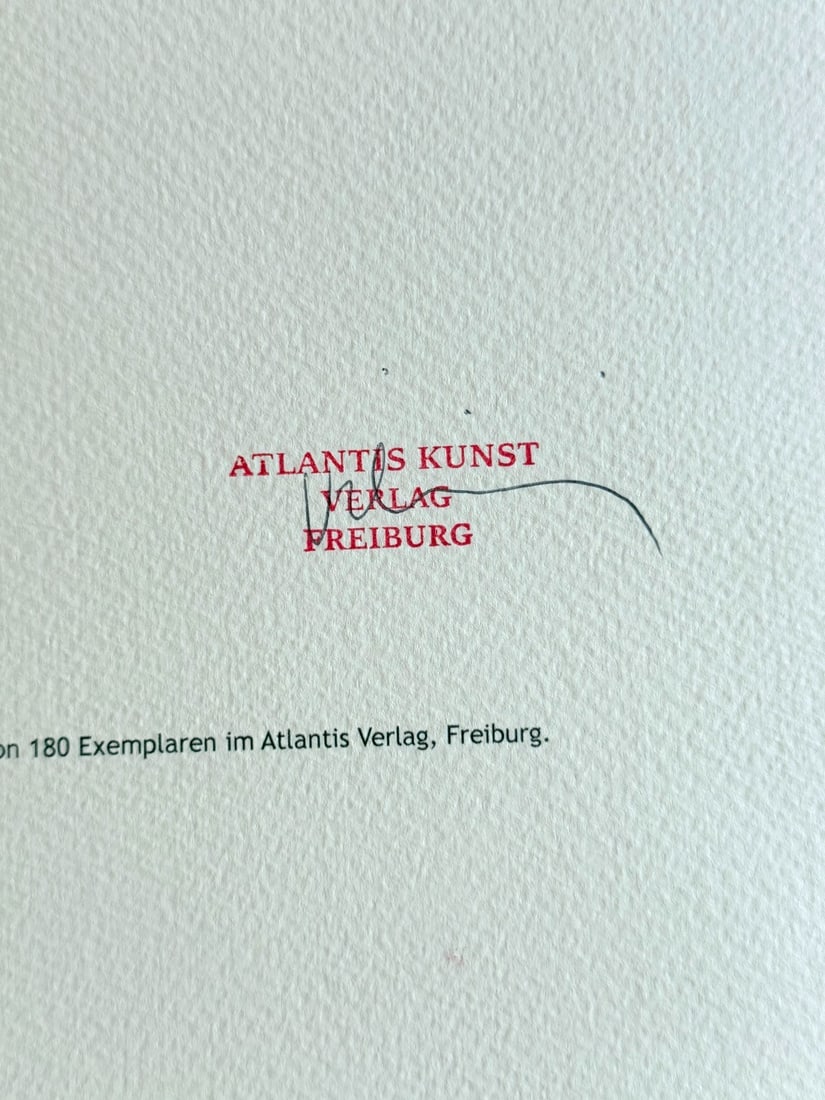 ATLANTIS KUNST
VERLAG
FREIBURG
180 Exemplaren im Atlantis Verlag, Freiburg.